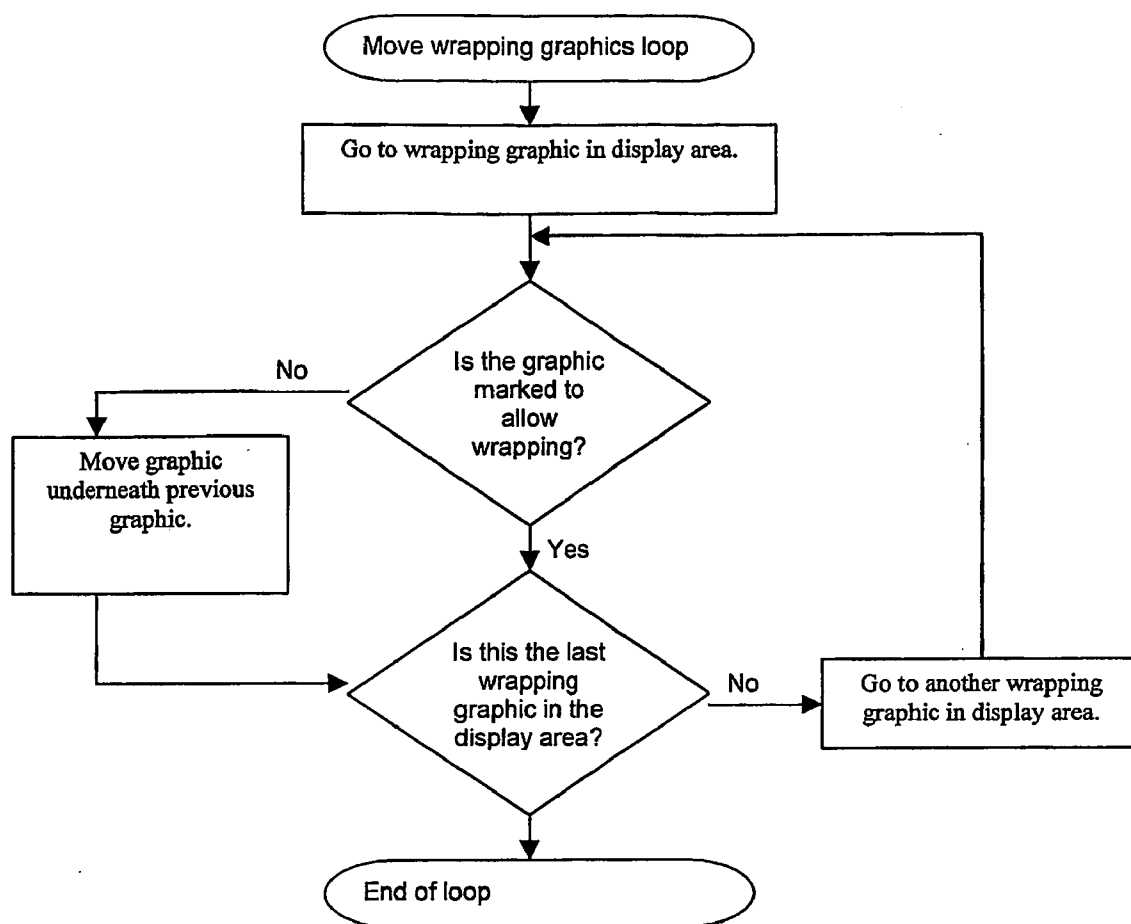 Move wrapping graphics loop
Go to wrapping graphic in display area.
Is the graphic
marked to
allow
wrapping?
No
Move graphic
underneath previous
graphic.
Yes
Is this the last
wrapping
graphic in the
display area?
No
Go to another wrapping
graphic in display area.
End of loop